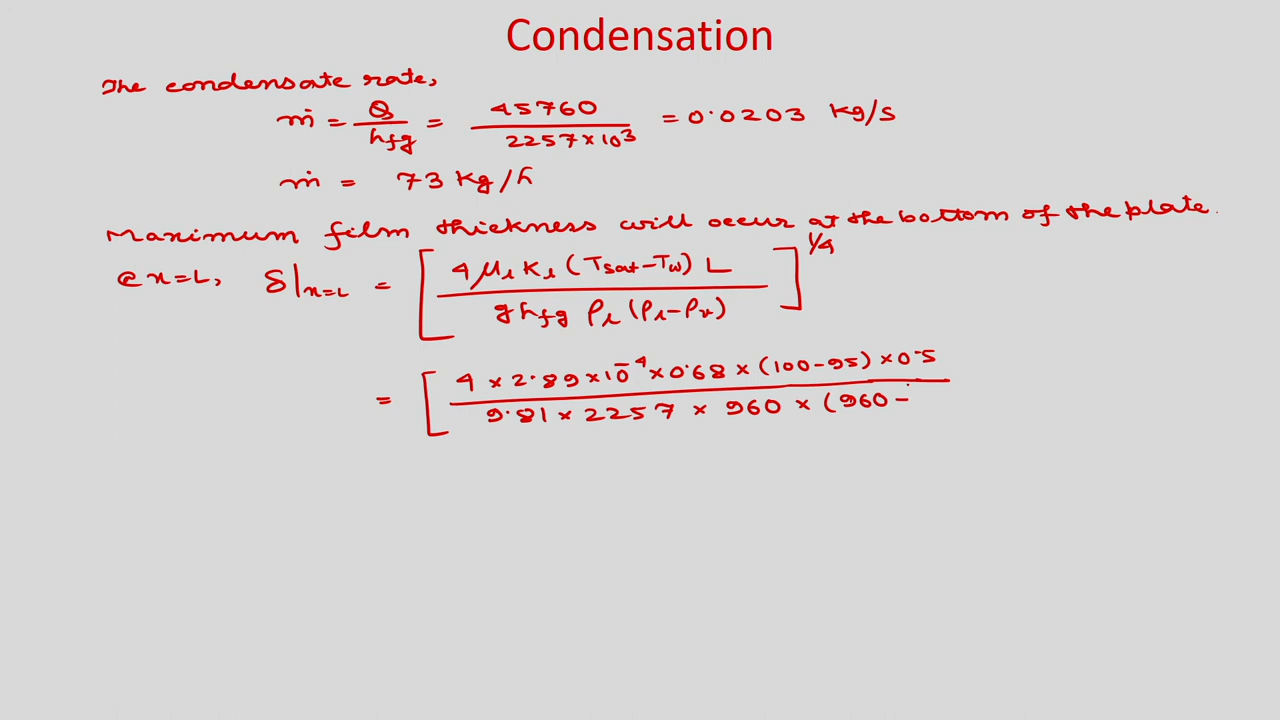 Condensation
The condensate rate,
ṁ = Q / hfg = 45760 / 2257×10³ = 0.0203 kg/s
ṁ = 73 kg/h
Maximum film thickness will occur at the bottom of the plate.
@ x=L, δ|x=L = [ 4 μl Kl (Tsat−Tw) L / g hfg ρl (ρl−ρv) ]^1/4
= [ 4 × 2.89×10⁻⁴ × 0.68 × (100−95) × 0.5 / 9.81 × 2257 × 960 × (960 −